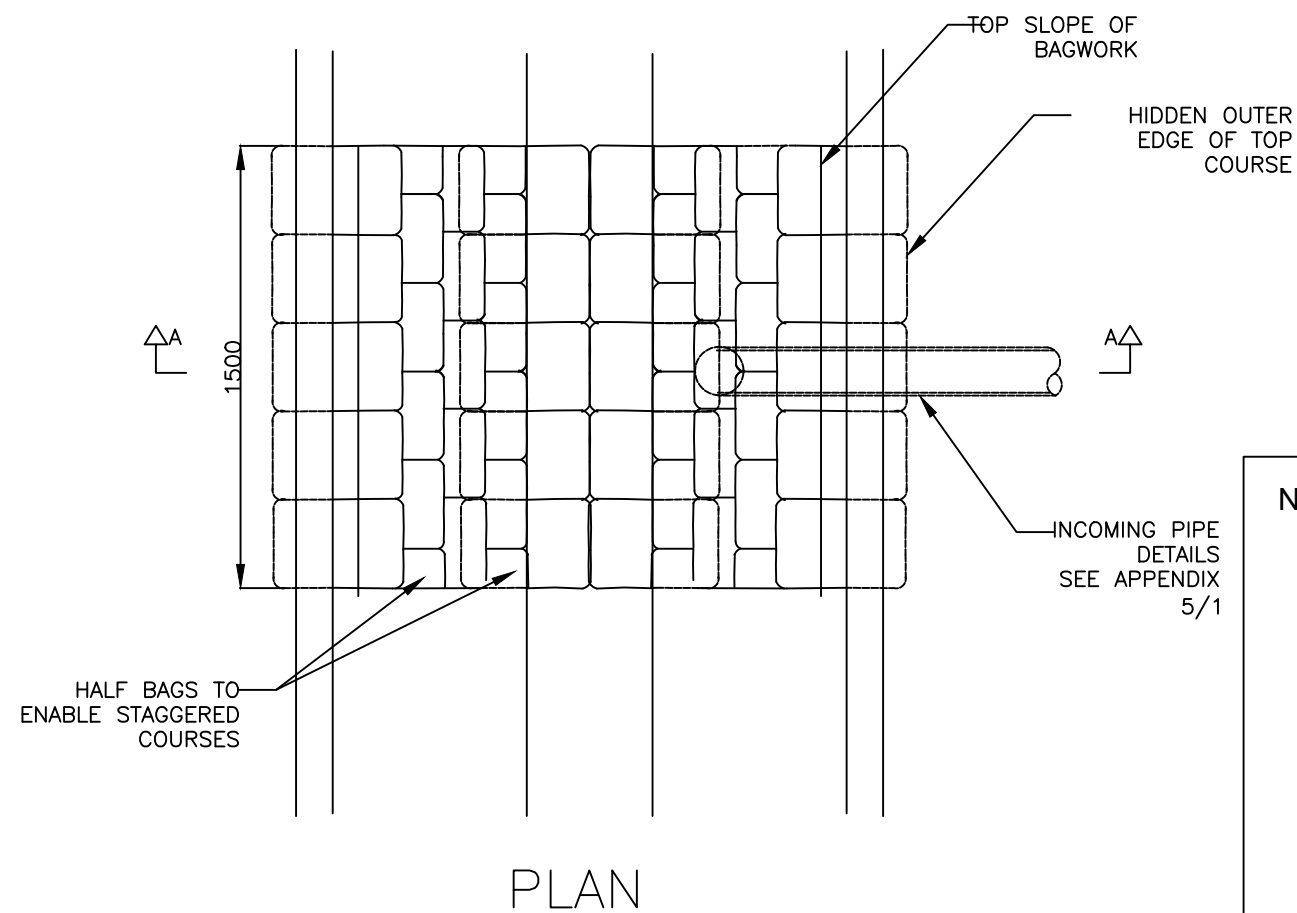 TOP SLOPE OF
BAGWORK
HIDDEN OUTER
EDGE OF TOP
COURSE
A
A
1500
INCOMING PIPE
DETAILS
SEE APPENDIX
5/1
N
HALF BAGS TO
ENABLE STAGGERED
COURSES
PLAN